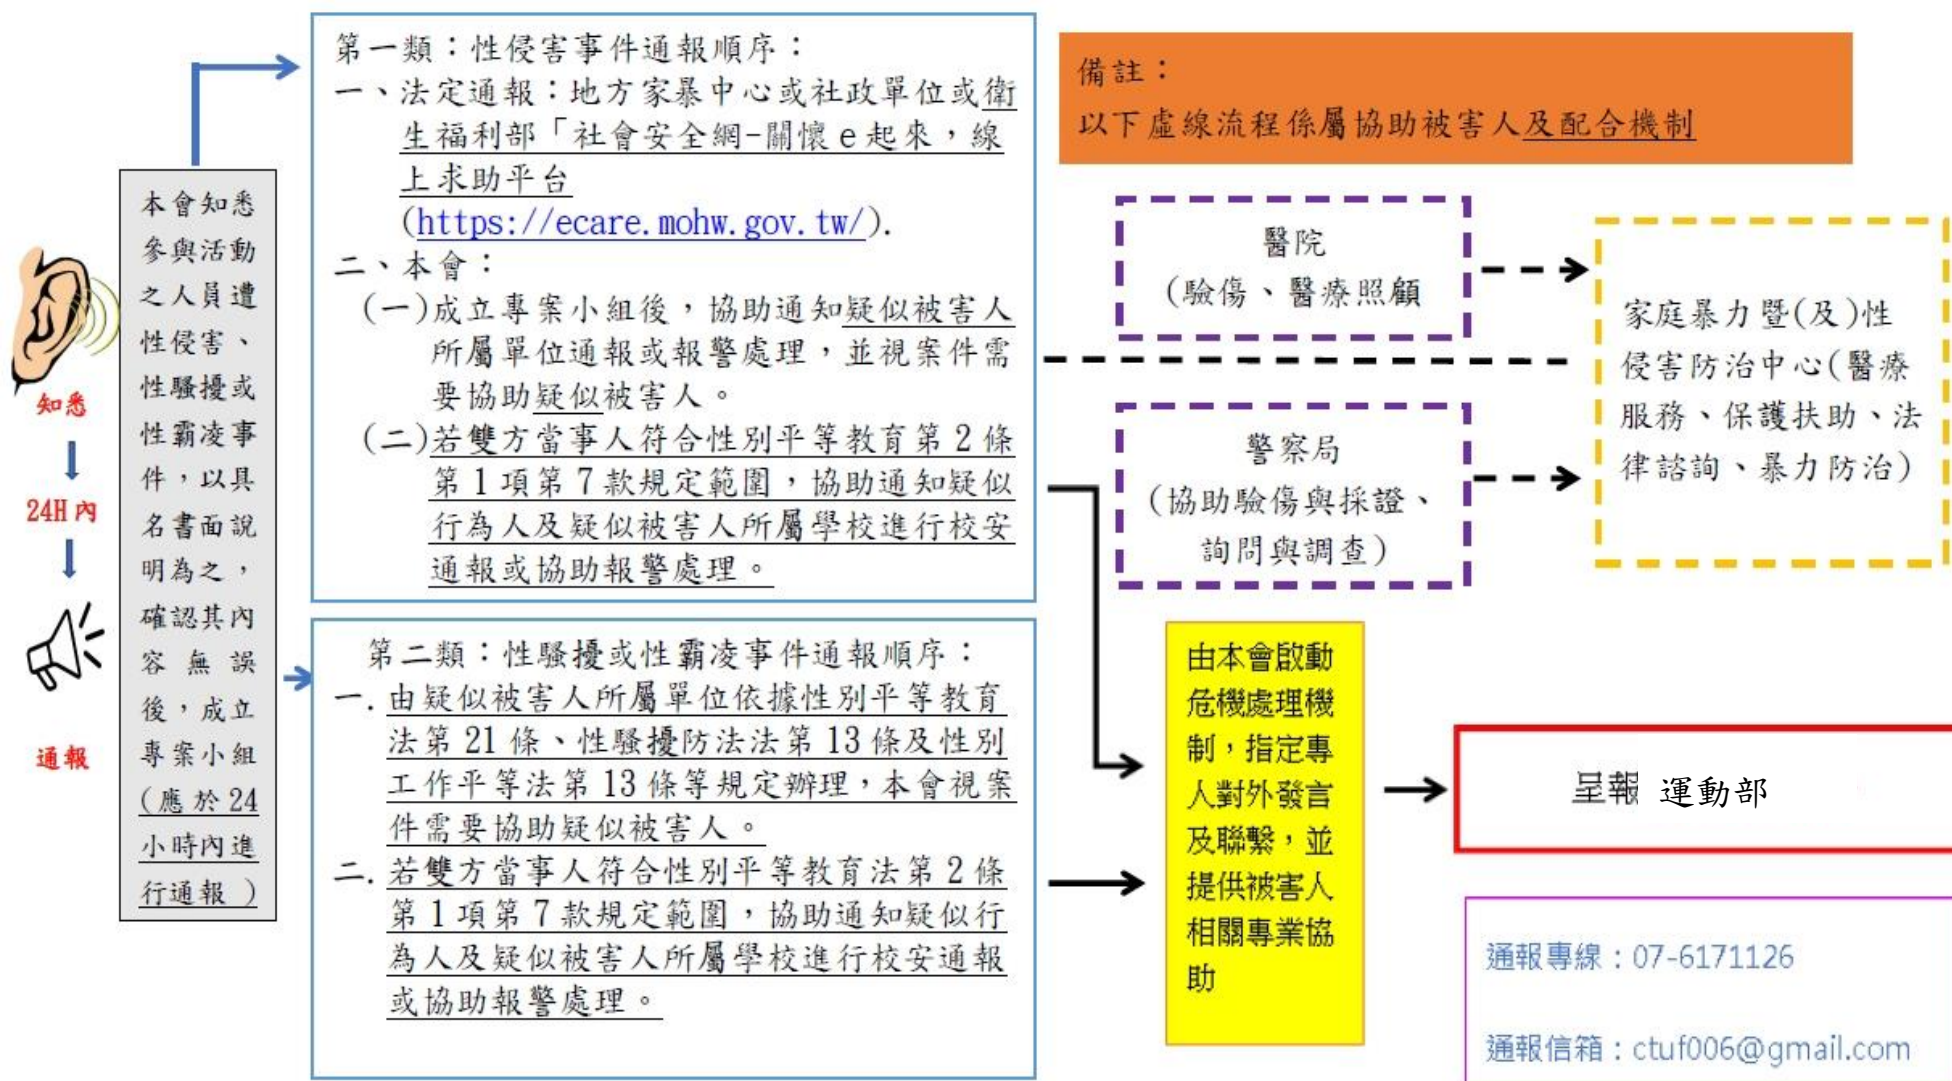 知悉
24H 內
通報
本會知悉
參與活動
之人員遭
性侵害、
性騷擾或
性霸凌事
件，以具
名書面說
明為之，
確認其內
容無誤
後，成立
專案小組
(應於24
小時內進
行通報)
第一類：性侵害事件通報順序：
一、法定通報：地方家暴中心或社政單位或衛
生福利部「社會安全網-關懷 e 起來，線
上求助平台
(https://ecare.mohw.gov.tw/).
二、本會：
(一)成立專案小組後，協助通知疑似被害人
所屬單位通報或報警處理，並視案件需
要協助疑似被害人。
(二)若雙方當事人符合性別平等教育第 2 條
第 1 項第 7 款規定範圍，協助通知疑似
行為人及疑似被害人所屬學校進行校安
通報或協助報警處理。
第二類：性騷擾或性霸凌事件通報順序：
一. 由疑似被害人所屬單位依據性別平等教育
法第 21 條、性騷擾防法法第 13 條及性別
工作平等法第 13 條等規定辦理，本會視案
件需要協助疑似被害人。
二. 若雙方當事人符合性別平等教育法第 2 條
第 1 項第 7 款規定範圍，協助通知疑似行
為人及疑似被害人所屬學校進行校安通報
或協助報警處理。
備註：
以下虛線流程係屬協助被害人及配合機制
醫院
(驗傷、醫療照顧
警察局
(協助驗傷與採證、
詢問與調查)
家庭暴力暨(及)性
侵害防治中心(醫療
服務、保護扶助、法
律諮詢、暴力防治)
由本會啟動
危機處理機
制，指定專
人對外發言
及聯繫，並
提供被害人
相關專業協
助
呈報 運動部
通報專線：07-6171126
通報信箱：ctuf006@gmail.com